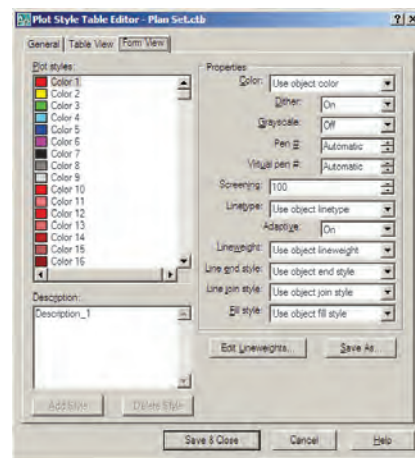 Plot Style Table Editor - Plan Set.ctb
General Table View Form View
Plot styles:
Color 1
Color 2
Color 3
Color 4
Color 5
Color 6
Color 7
Color 8
Color 9
Color 10
Color 11
Color 12
Color 13
Color 14
Color 15
Color 16
Description:
Description_1
Add Style Delete Style
Properties
Color: Use object color
Dither: On
Grayscale: Off
Pen #: Automatic
Virtual pen #: Automatic
Screening: 100
Linetype: Use object linetype
Adaptive: On
Lineweight: Use object lineweight
Line end style: Use object end style
Line join style: Use object join style
Fill style: Use object fill style
Edit Lineweights... Save As...
Save & Close Cancel Help